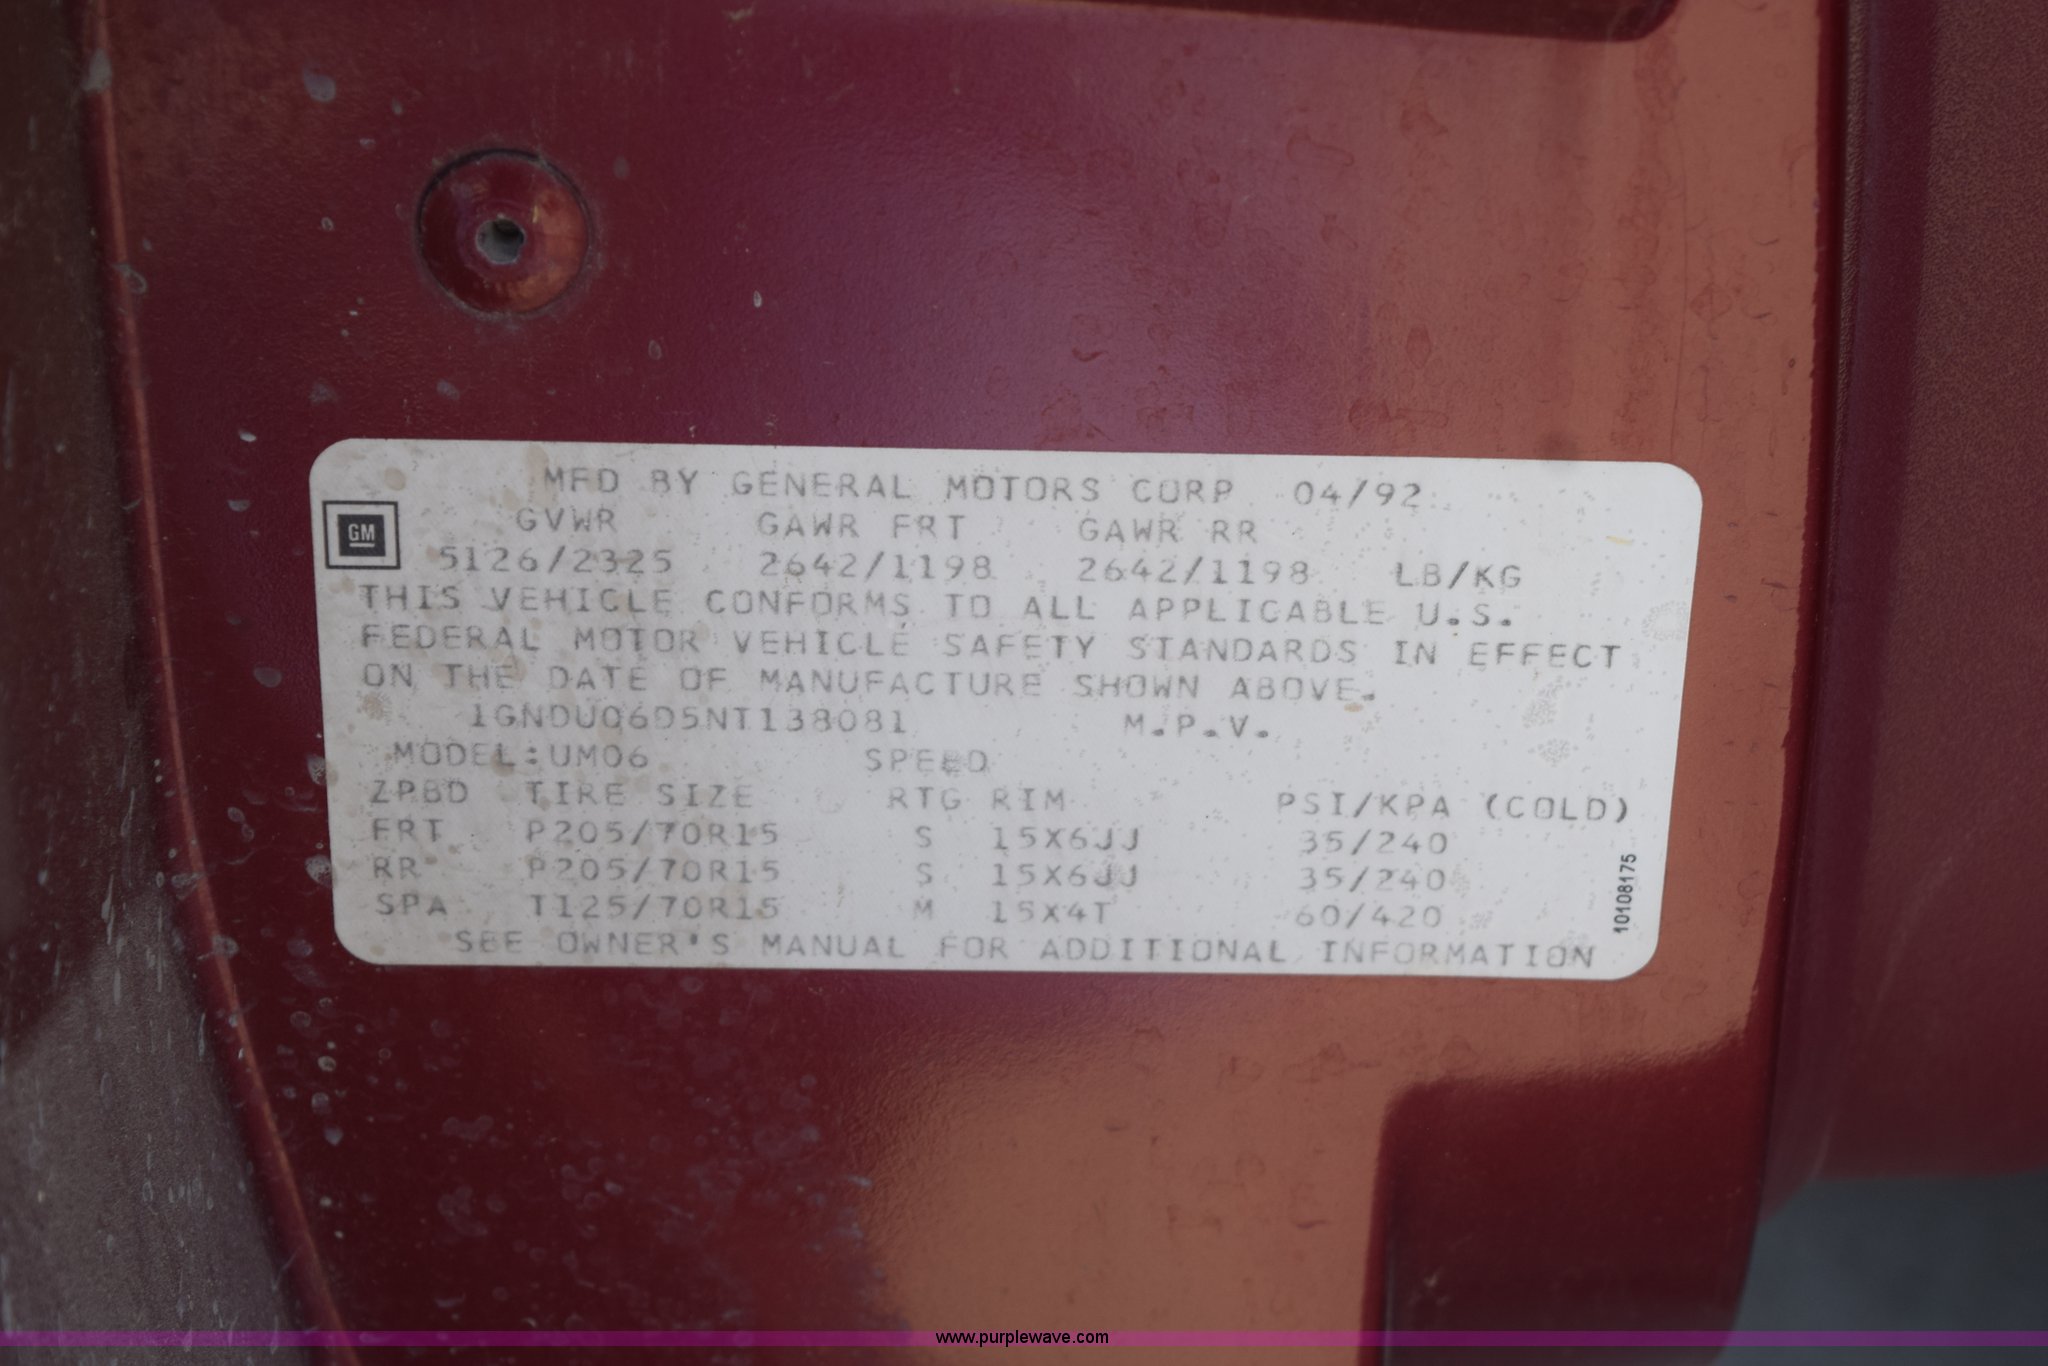 MFD BY GENERAL MOTORS CORP 04/92
GM
GVWR GAWR FRT GAWR RR
5126/2325 2642/1198 2642/1198 LB/KG
THIS VEHICLE CONFORMS TO ALL APPLICABLE U.S.
FEDERAL MOTOR VEHICLE SAFETY STANDARDS IN EFFECT
ON THE DATE OF MANUFACTURE SHOWN ABOVE.
1GNDU06D5NT138081 M.P.V.
MODEL:UM06 SPEED
ZPBD TIRE SIZE RTG RIM PSI/KPA (COLD)
FRT P205/70R15 S 15X6JJ 35/240
RR P205/70R15 S 15X6JJ 35/240
SPA T125/70R15 M 15X4T 60/420
SEE OWNER'S MANUAL FOR ADDITIONAL INFORMATION
10108175
www.purplewave.com